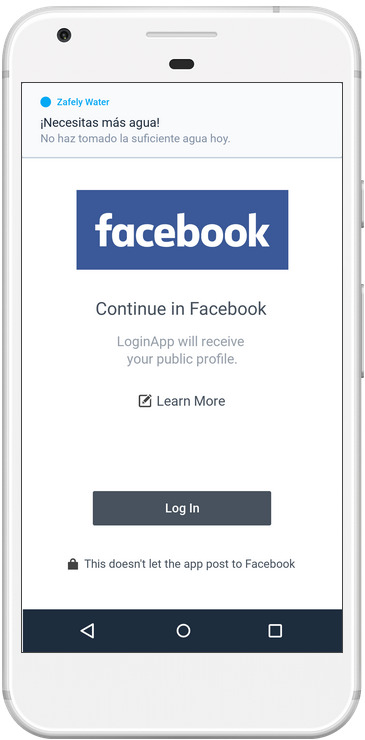 Zafely Water
¡Necesitas más agua!
No haz tomado la suficiente agua hoy.
facebook
Continue in Facebook
LoginApp will receive
your public profile.
Learn More
Log In
This doesn't let the app post to Facebook